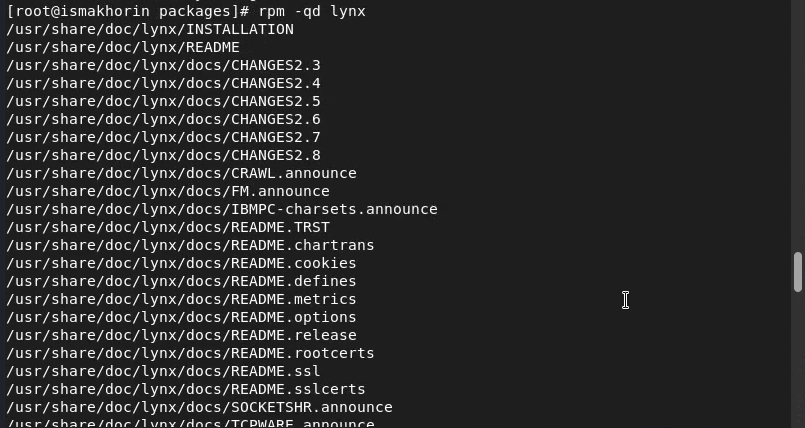 [root@ismakhorin packages]# rpm -qd lynx
/usr/share/doc/lynx/INSTALLATION
/usr/share/doc/lynx/README
/usr/share/doc/lynx/docs/CHANGES2.3
/usr/share/doc/lynx/docs/CHANGES2.4
/usr/share/doc/lynx/docs/CHANGES2.5
/usr/share/doc/lynx/docs/CHANGES2.6
/usr/share/doc/lynx/docs/CHANGES2.7
/usr/share/doc/lynx/docs/CHANGES2.8
/usr/share/doc/lynx/docs/CRAWL.announce
/usr/share/doc/lynx/docs/FM.announce
/usr/share/doc/lynx/docs/IBMPC-charsets.announce
/usr/share/doc/lynx/docs/README.TRST
/usr/share/doc/lynx/docs/README.chartrans
/usr/share/doc/lynx/docs/README.cookies
/usr/share/doc/lynx/docs/README.defines
/usr/share/doc/lynx/docs/README.metrics
/usr/share/doc/lynx/docs/README.options
/usr/share/doc/lynx/docs/README.release
/usr/share/doc/lynx/docs/README.rootcerts
/usr/share/doc/lynx/docs/README.ssl
/usr/share/doc/lynx/docs/README.sslcerts
/usr/share/doc/lynx/docs/SOCKETSHR.announce
/usr/share/doc/lynx/docs/TCPWARE.announce